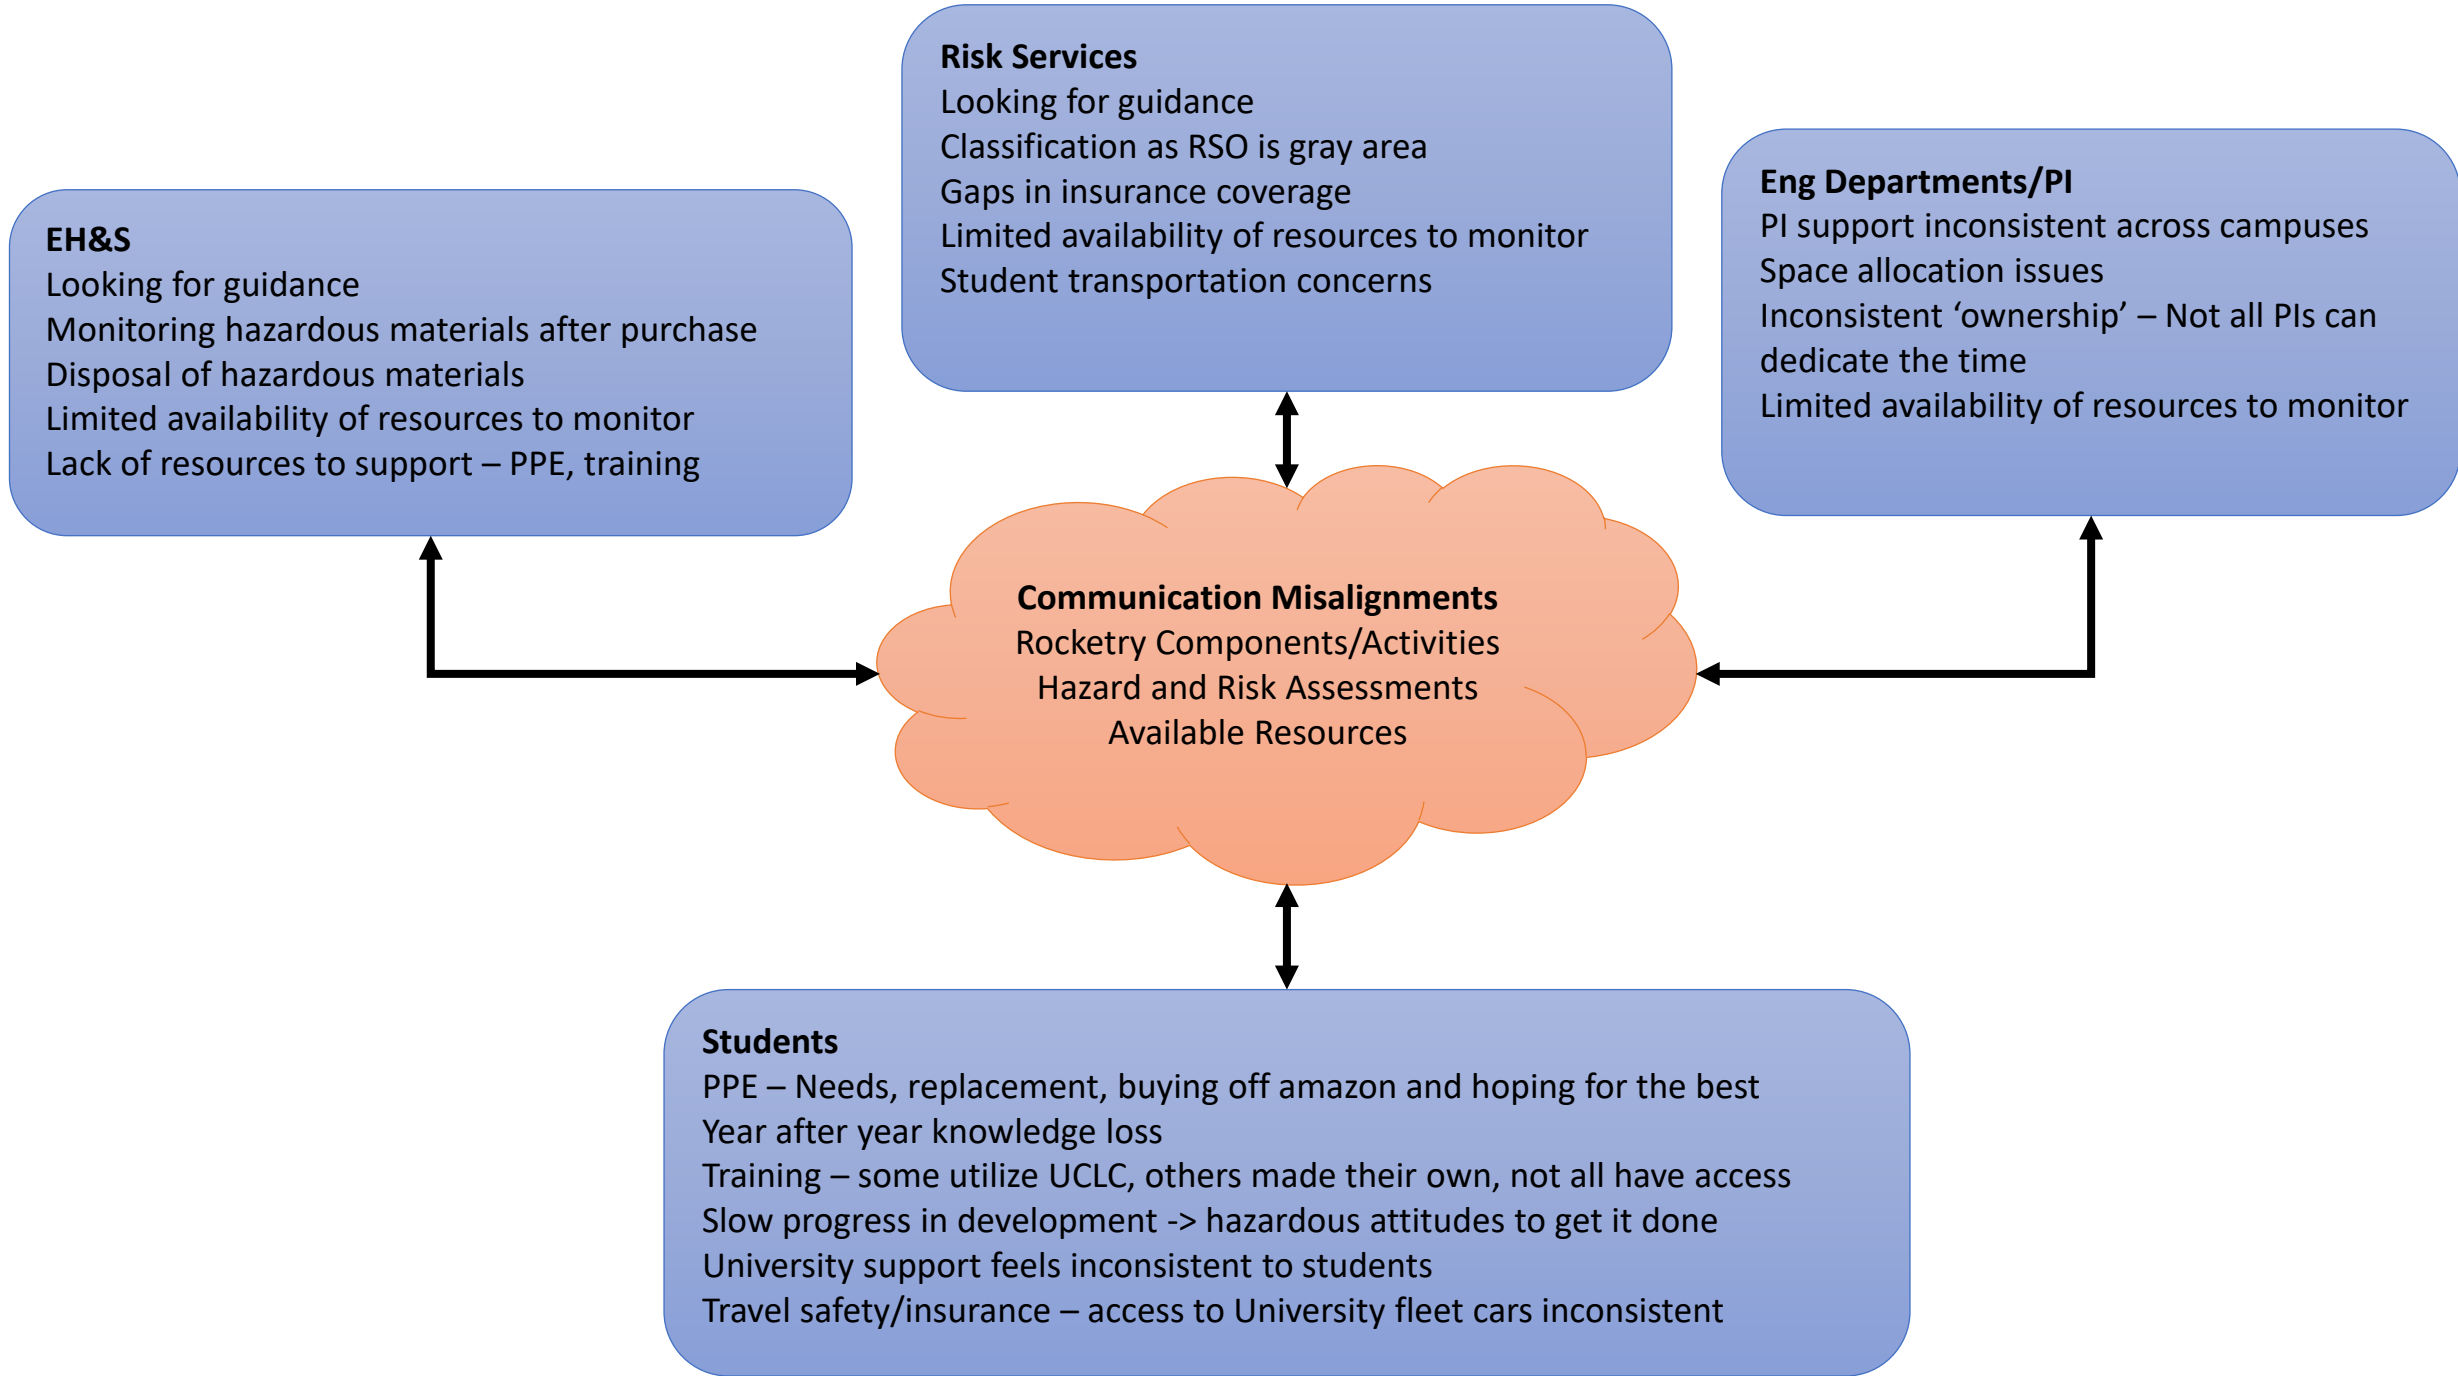 Risk Services
Looking for guidance
Classification as RSO is gray area
Gaps in insurance coverage
Limited availability of resources to monitor
Student transportation concerns
EH&S
Looking for guidance
Monitoring hazardous materials after purchase
Disposal of hazardous materials
Limited availability of resources to monitor
Lack of resources to support – PPE, training
Eng Departments/PI
PI support inconsistent across campuses
Space allocation issues
Inconsistent ‘ownership’ – Not all PIs can
dedicate the time
Limited availability of resources to monitor
Communication Misalignments
Rocketry Components/Activities
Hazard and Risk Assessments
Available Resources
Students
PPE – Needs, replacement, buying off amazon and hoping for the best
Year after year knowledge loss
Training – some utilize UCLC, others made their own, not all have access
Slow progress in development -> hazardous attitudes to get it done
University support feels inconsistent to students
Travel safety/insurance – access to University fleet cars inconsistent